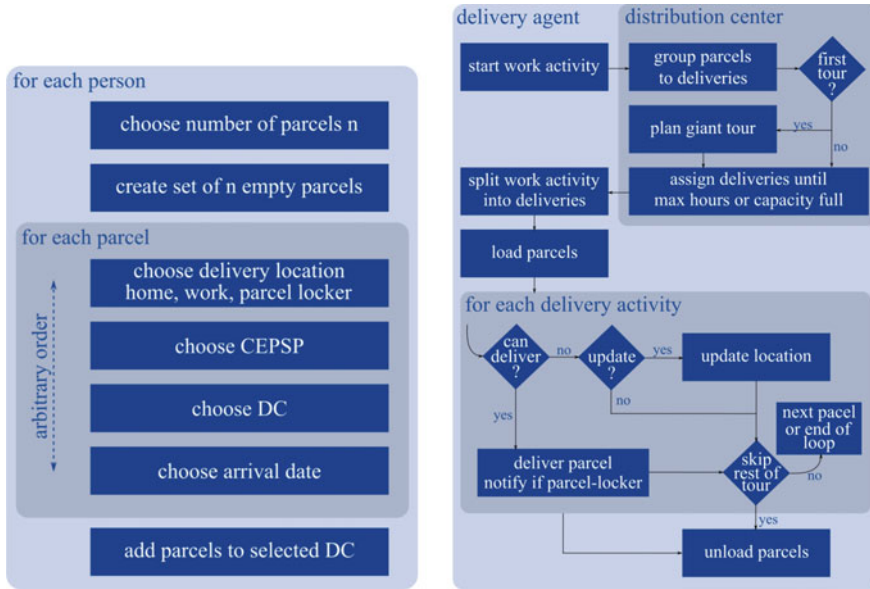 for each person
choose number of parcels n
create set of n empty parcels
for each parcel
arbitrary order
choose delivery location
home, work, parcel locker
choose CEPSP
choose DC
choose arrival date
add parcels to selected DC
delivery agent
distribution center
start work activity
group parcels
to deliveries
first
tour
?
yes
no
plan giant tour
assign deliveries until
max hours or capacity full
split work activity
into deliveries
load parcels
for each delivery activity
can
deliver
?
no
update
?
yes
update location
no
yes
deliver parcel
notify if parcel-locker
skip
rest of
tour
no
next pacel
or end of
loop
yes
unload parcels